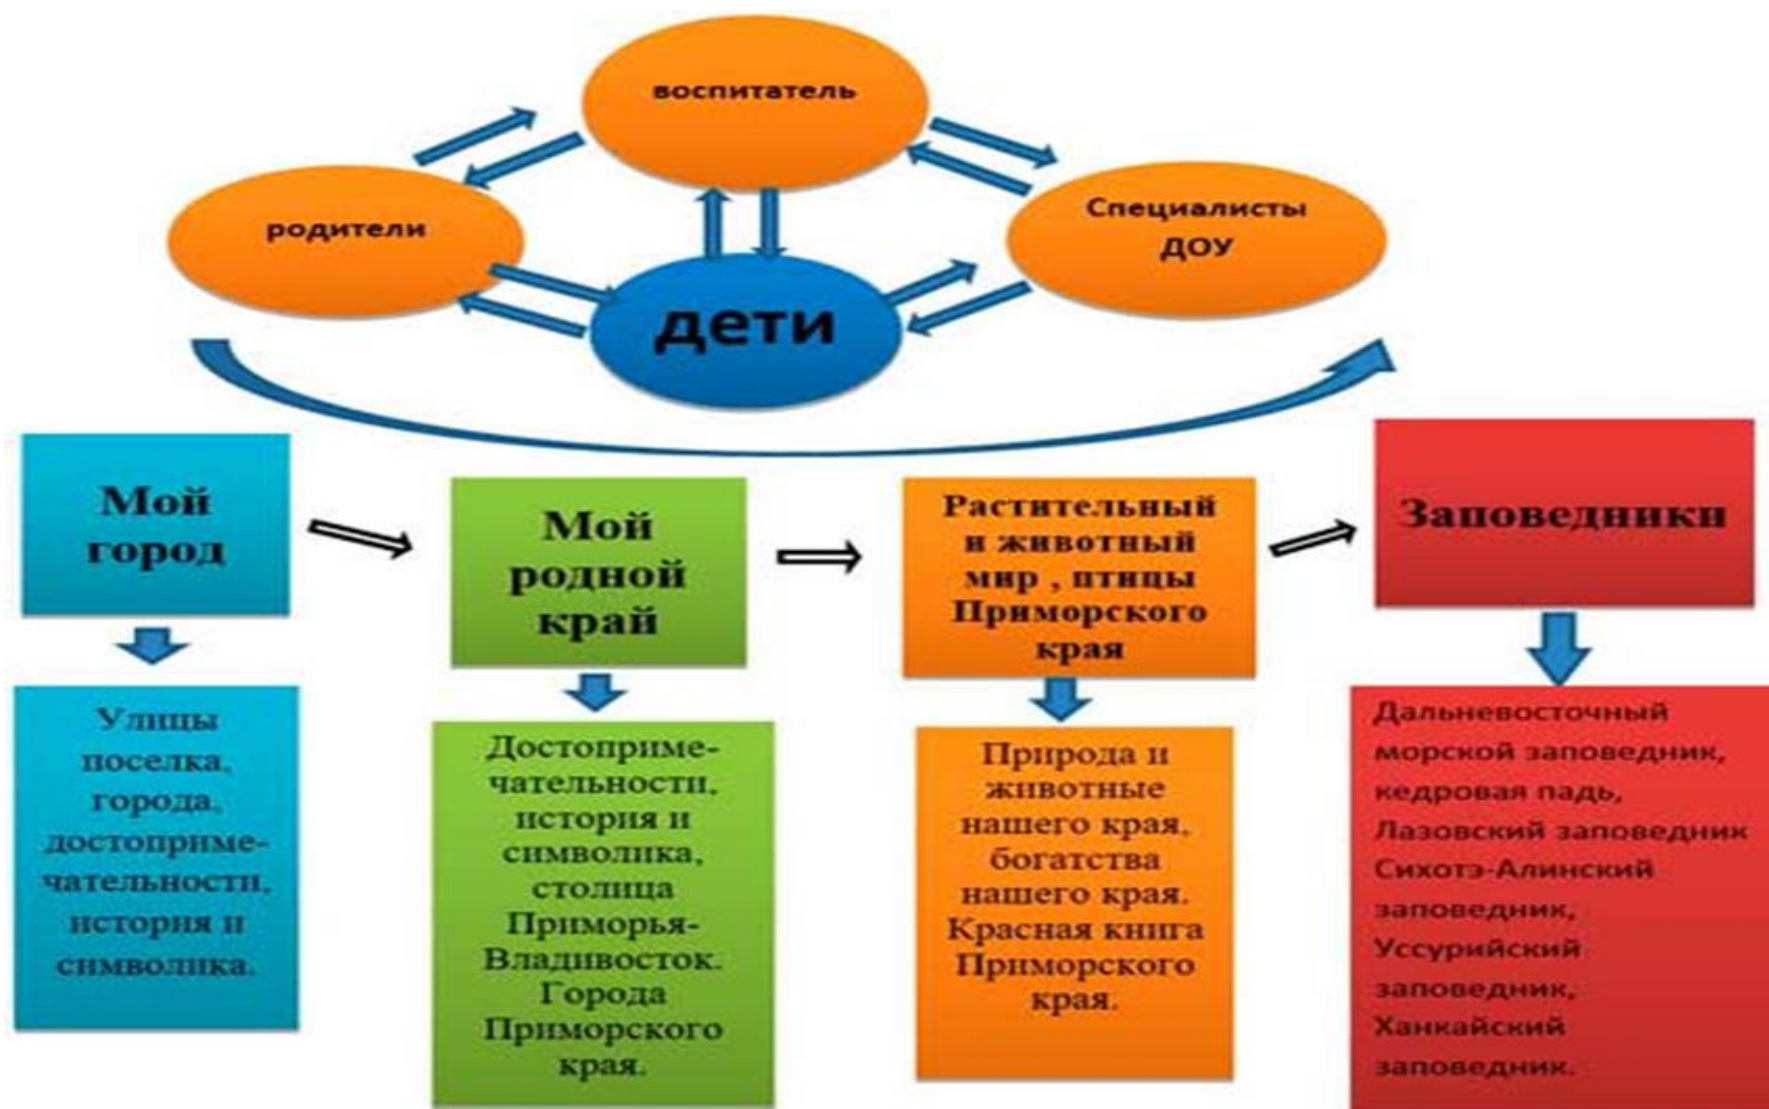 воспитатель
родители
Специалисты
ДОУ
дети
Мой
город
Мой
родной
край
Растительный
и животный
мир , птицы
Приморского
края
Заповедники
Улицы
поселка,
города,
достоприме-
чательности,
история и
символика.
Достоприме-
чательности,
история и
символика,
столица
Приморья-
Владивосток.
Города
Приморского
края.
Природа и
животные
нашего края,
богатства
нашего края.
Красная книга
Приморского
края.
Дальневосточный
морской заповедник,
кедровая падь,
Лазовский заповедник
Сихотэ-Алинский
заповедник,
Уссурийский
заповедник,
Ханкайский
заповедник.